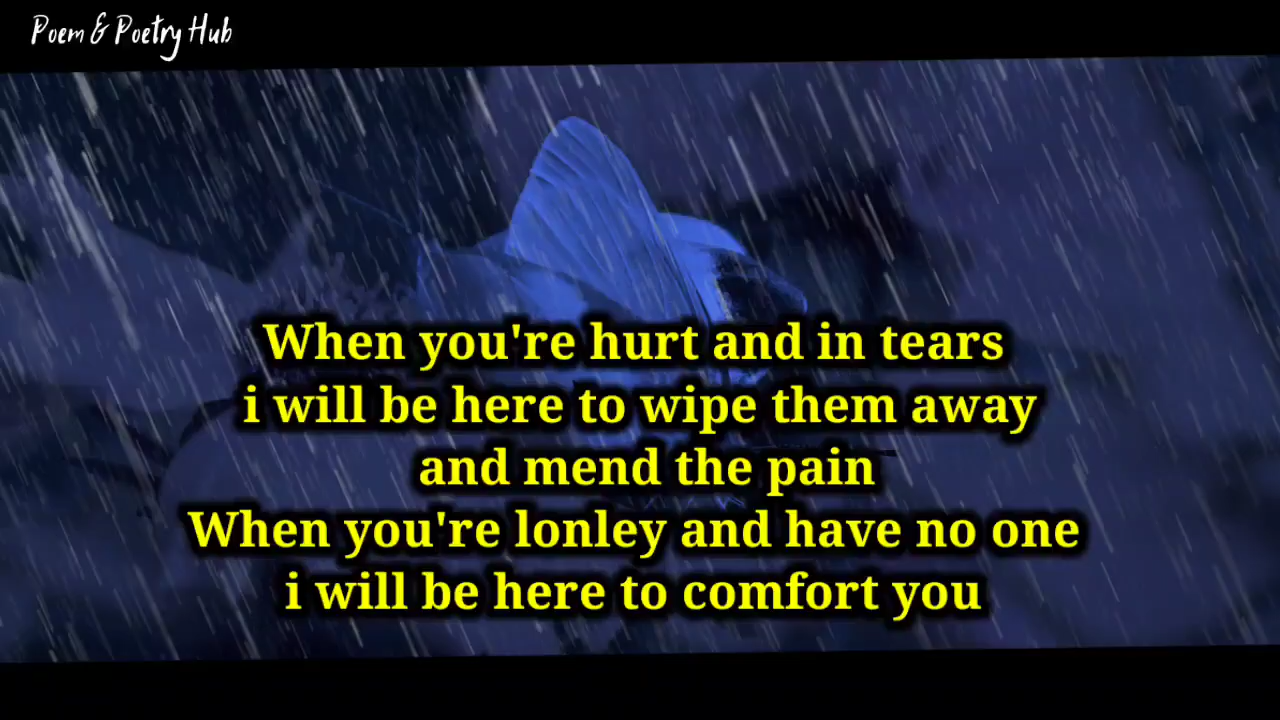 Poem & Poetry Hub
When you're hurt and in tears
i will be here to wipe them away
and mend the pain
When you're lonley and have no one
i will be here to comfort you